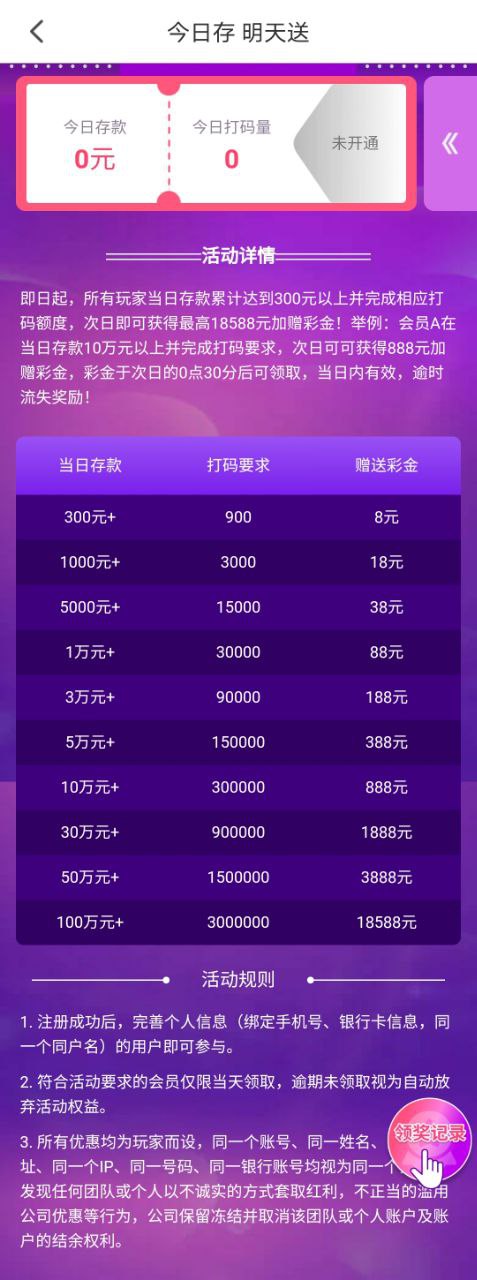 今日存 明天送
今日存款
今日打码量
0元
0
未开通
活动详情
即日起，所有玩家当日存款累计达到300元以上并完成相应打
码额度，次日即可获得最高18588元加赠彩金！举例：会员A在
当日存款10万元以上并完成打码要求，次日可可获得888元加
赠彩金，彩金于次日的0点30分后可领取，当日内有效，逾时
流失奖励！
当日存款 打码要求 赠送彩金
300元+ 900 8元
1000元+ 3000 18元
5000元+ 15000 38元
1万元+ 30000 88元
3万元+ 90000 188元
5万元+ 150000 388元
10万元+ 300000 888元
30万元+ 900000 1888元
50万元+ 1500000 3888元
100万元+ 3000000 18588元
活动规则
1. 注册成功后，完善个人信息（绑定手机号、银行卡信息，同
一个同户名）的用户即可参与。
2. 符合活动要求的会员仅限当天领取，逾期未领取视为自动放
弃活动权益。
3. 所有优惠均为玩家而设，同一个账号、同一姓名、
址、同一个IP、同一号码、同一银行账号均视为同一个
发现任何团队或个人以不诚实的方式套取红利，不正当的滥用
公司优惠等行为，公司保留冻结并取消该团队或个人账户及账
户的结余权利。
领奖记录